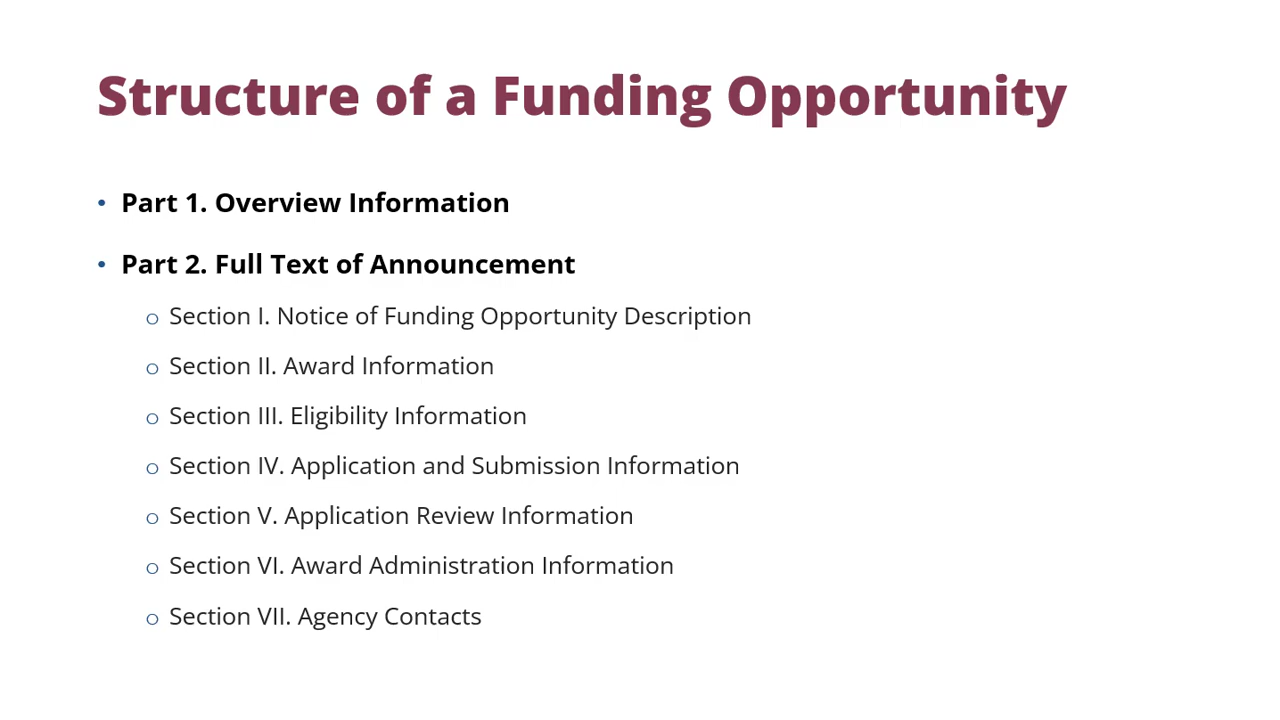 Structure of a Funding Opportunity
• Part 1. Overview Information
• Part 2. Full Text of Announcement
o Section I. Notice of Funding Opportunity Description
o Section II. Award Information
o Section III. Eligibility Information
o Section IV. Application and Submission Information
o Section V. Application Review Information
o Section VI. Award Administration Information
o Section VII. Agency Contacts